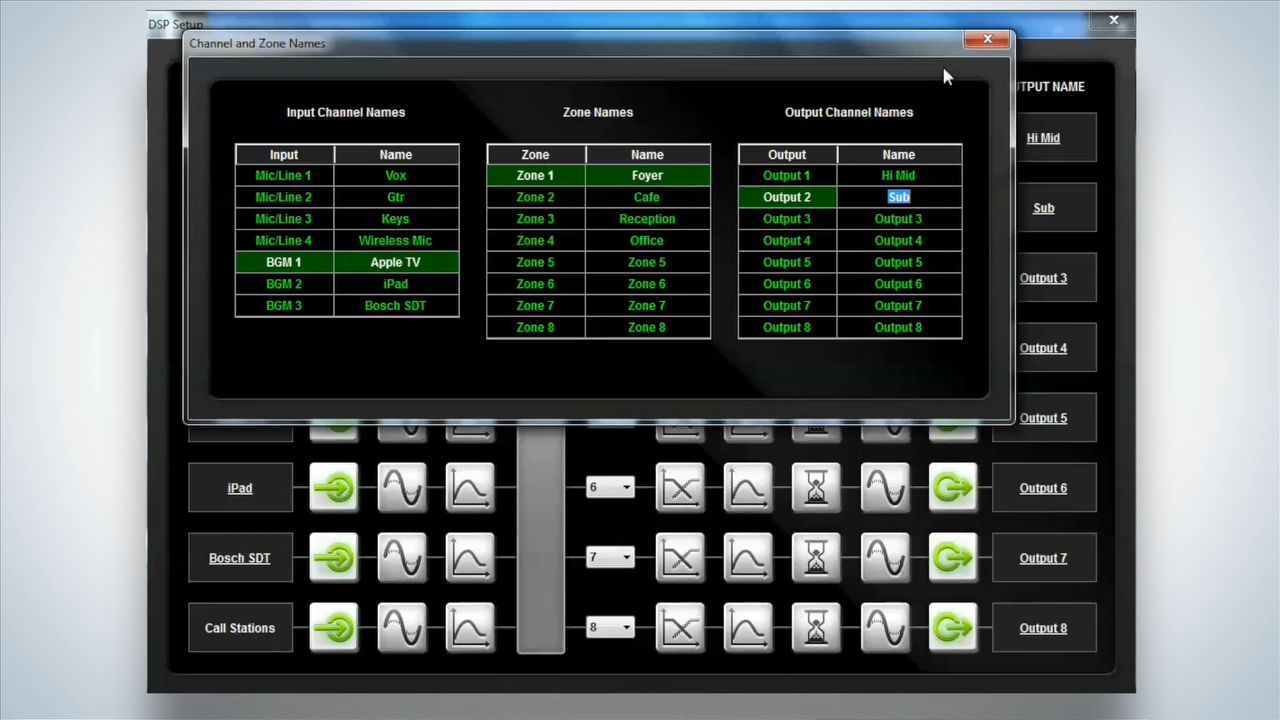 DSP Setup
Channel and Zone Names
Input Channel Names
Input Name
Mic/Line 1 Vox
Mic/Line 2 Gtr
Mic/Line 3 Keys
Mic/Line 4 Wireless Mic
BGM 1 Apple TV
BGM 2 iPad
BGM 3 Bosch SDT
Zone Names
Zone Name
Zone 1 Foyer
Zone 2 Cafe
Zone 3 Reception
Zone 4 Office
Zone 5 Zone 5
Zone 6 Zone 6
Zone 7 Zone 7
Zone 8 Zone 8
Output Channel Names
Output Name
Output 1 Hi Mid
Output 2 Sub
Output 3 Output 3
Output 4 Output 4
Output 5 Output 5
Output 6 Output 6
Output 7 Output 7
Output 8 Output 8
TPUT NAME
Hi Mid
Sub
Output 3
Output 4
Output 5
iPad 6 Output 6
Bosch SDT 7 Output 7
Call Stations 8 Output 8